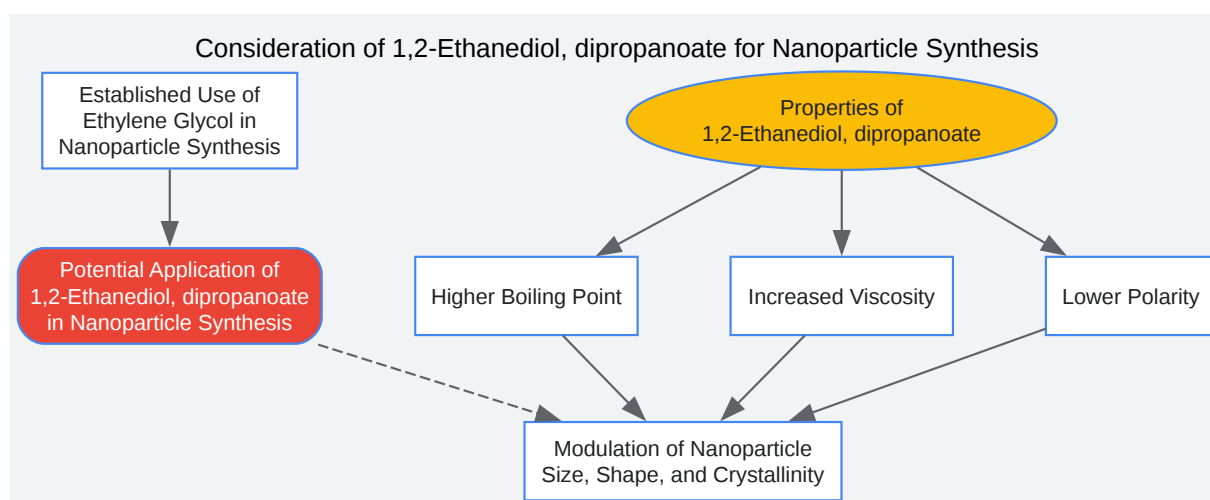 Consideration of 1,2-Ethanediol, dipropanoate for Nanoparticle Synthesis
Established Use of
Ethylene Glycol in
Nanoparticle Synthesis
Properties of
1,2-Ethanediol, dipropanoate
Potential Application of
1,2-Ethanediol, dipropanoate
in Nanoparticle Synthesis
Higher Boiling Point
Increased Viscosity
Lower Polarity
Modulation of Nanoparticle
Size, Shape, and Crystallinity